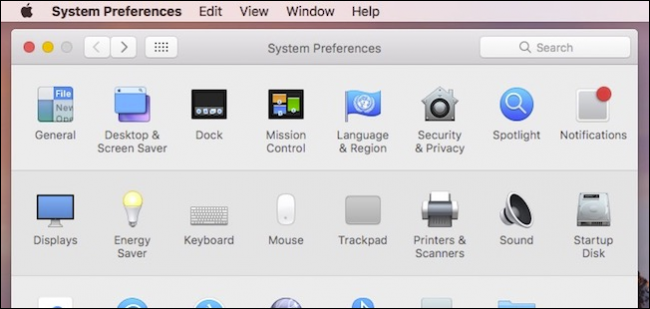 System Preferences Edit View Window Help
System Preferences
Search
General
Desktop &
Screen Saver
Dock
Mission
Control
Language
& Region
Security
& Privacy
Spotlight
Notifications
Displays
Energy
Saver
Keyboard
Mouse
Trackpad
Printers &
Scanners
Sound
Startup
Disk
File
New